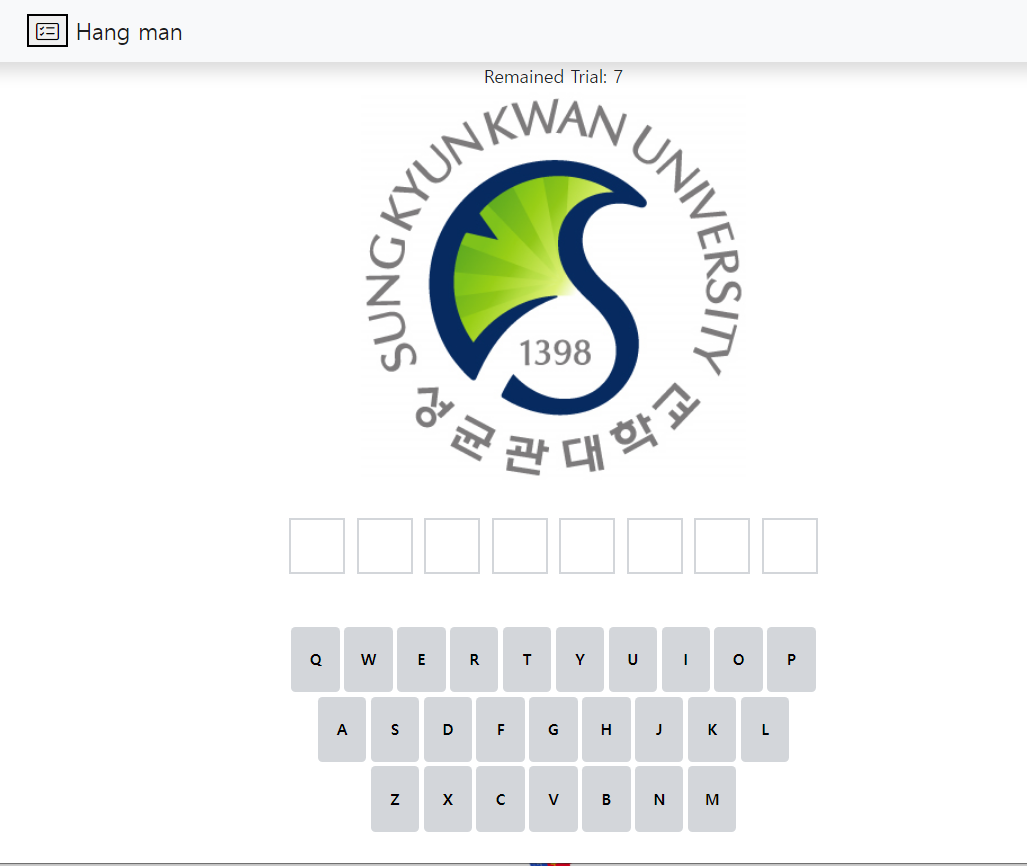 Hang man
Remained Trial: 7
SUNGKYUNKWAN UNIVERSITY
1398
성균관대학교
Q W E R T Y U I O P
A S D F G H J K L
Z X C V B N M